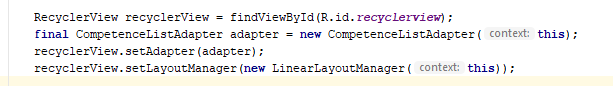 RecyclerView recyclerView = findViewById(R.id.recyclerview);
final CompetenceListAdapter adapter = new CompetenceListAdapter( context: this);
recyclerView.setAdapter(adapter);
recyclerView.setLayoutManager(new LinearLayoutManager( context: this));